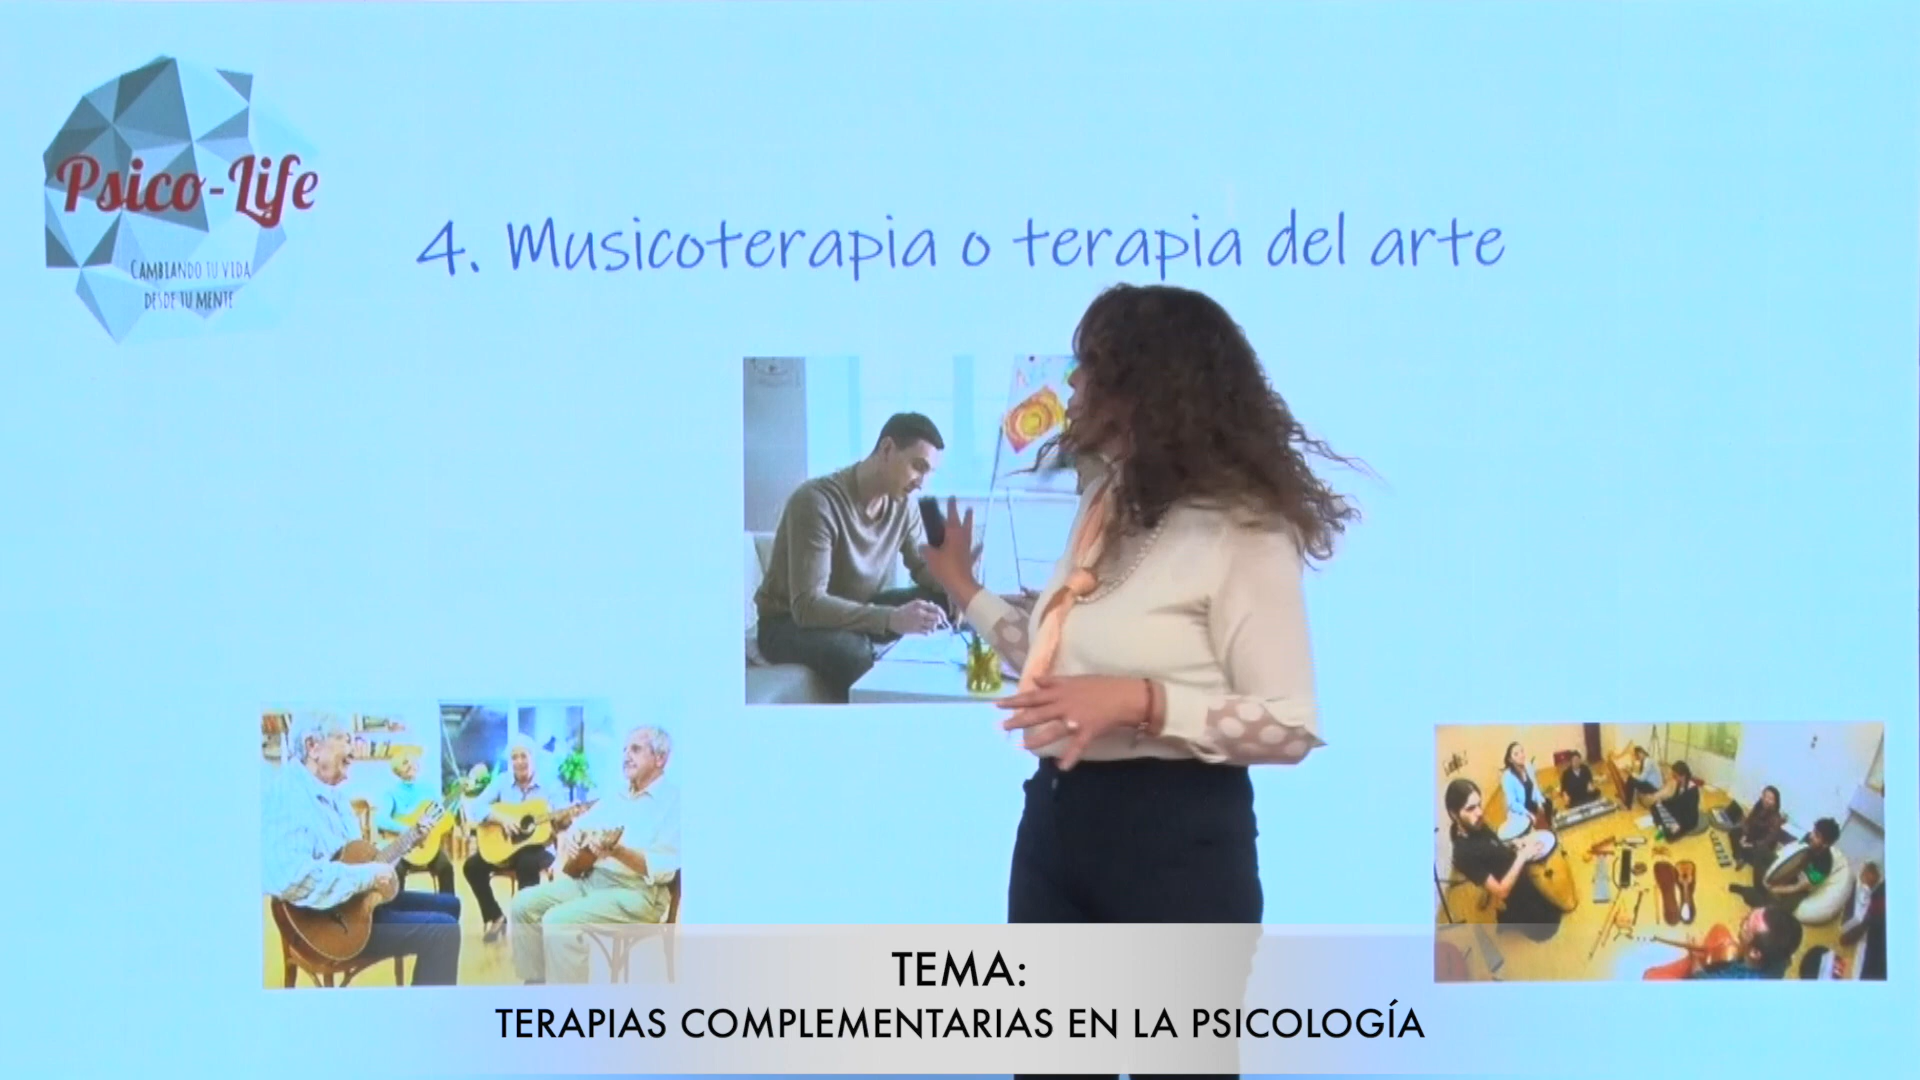 Psico-Life
CAMBIANDO TU VIDA
DESDE TU MENTE
4. Musicoterapia o terapia del arte
TEMA:
TERAPIAS COMPLEMENTARIAS EN LA PSICOLOGÍA